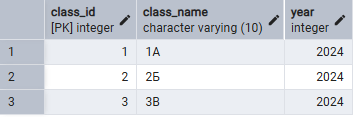 class_id class_name year
[PK] integer character varying (10) integer
1 1 1А 2024
2 2 2Б 2024
3 3 3В 2024